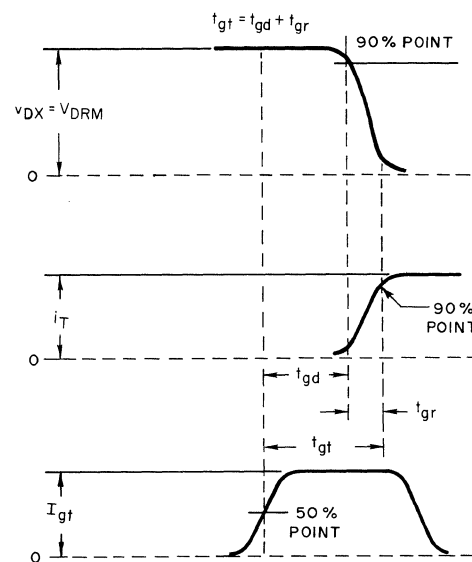 t_gt = t_gd + t_gr
90% POINT
v_DX = V_DRM
0
i_T
90%
POINT
0
t_gd
t_gr
t_gt
I_gt
50%
POINT
0